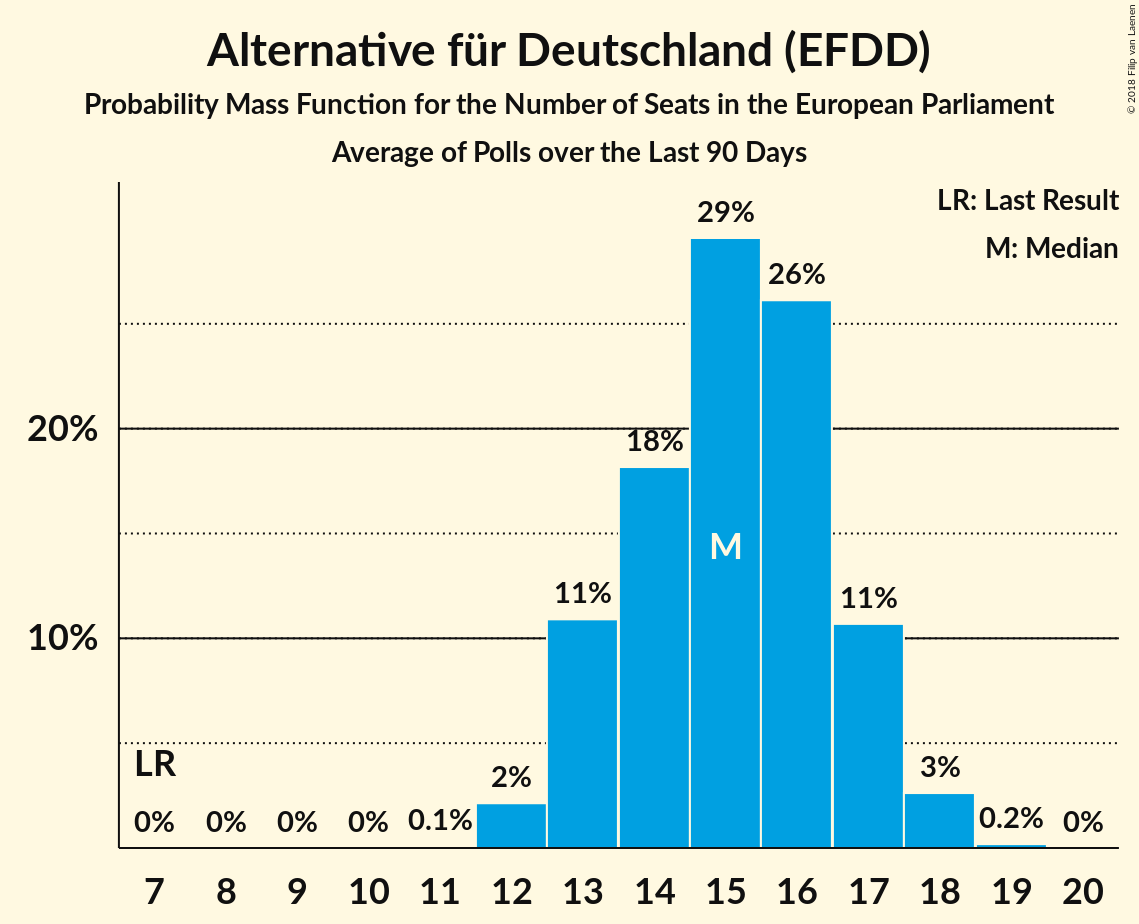 Alternative für Deutschland (EFDD)
Probability Mass Function for the Number of Seats in the European Parliament
Average of Polls over the Last 90 Days
© 2018 Filip van Laenen
LR: Last Result
M: Median
29%
26%
20%
18%
M
11%
11%
10%
LR
3%
2%
0% 0% 0% 0% 0.1% 0.2% 0%
7 8 9 10 11 12 13 14 15 16 17 18 19 20